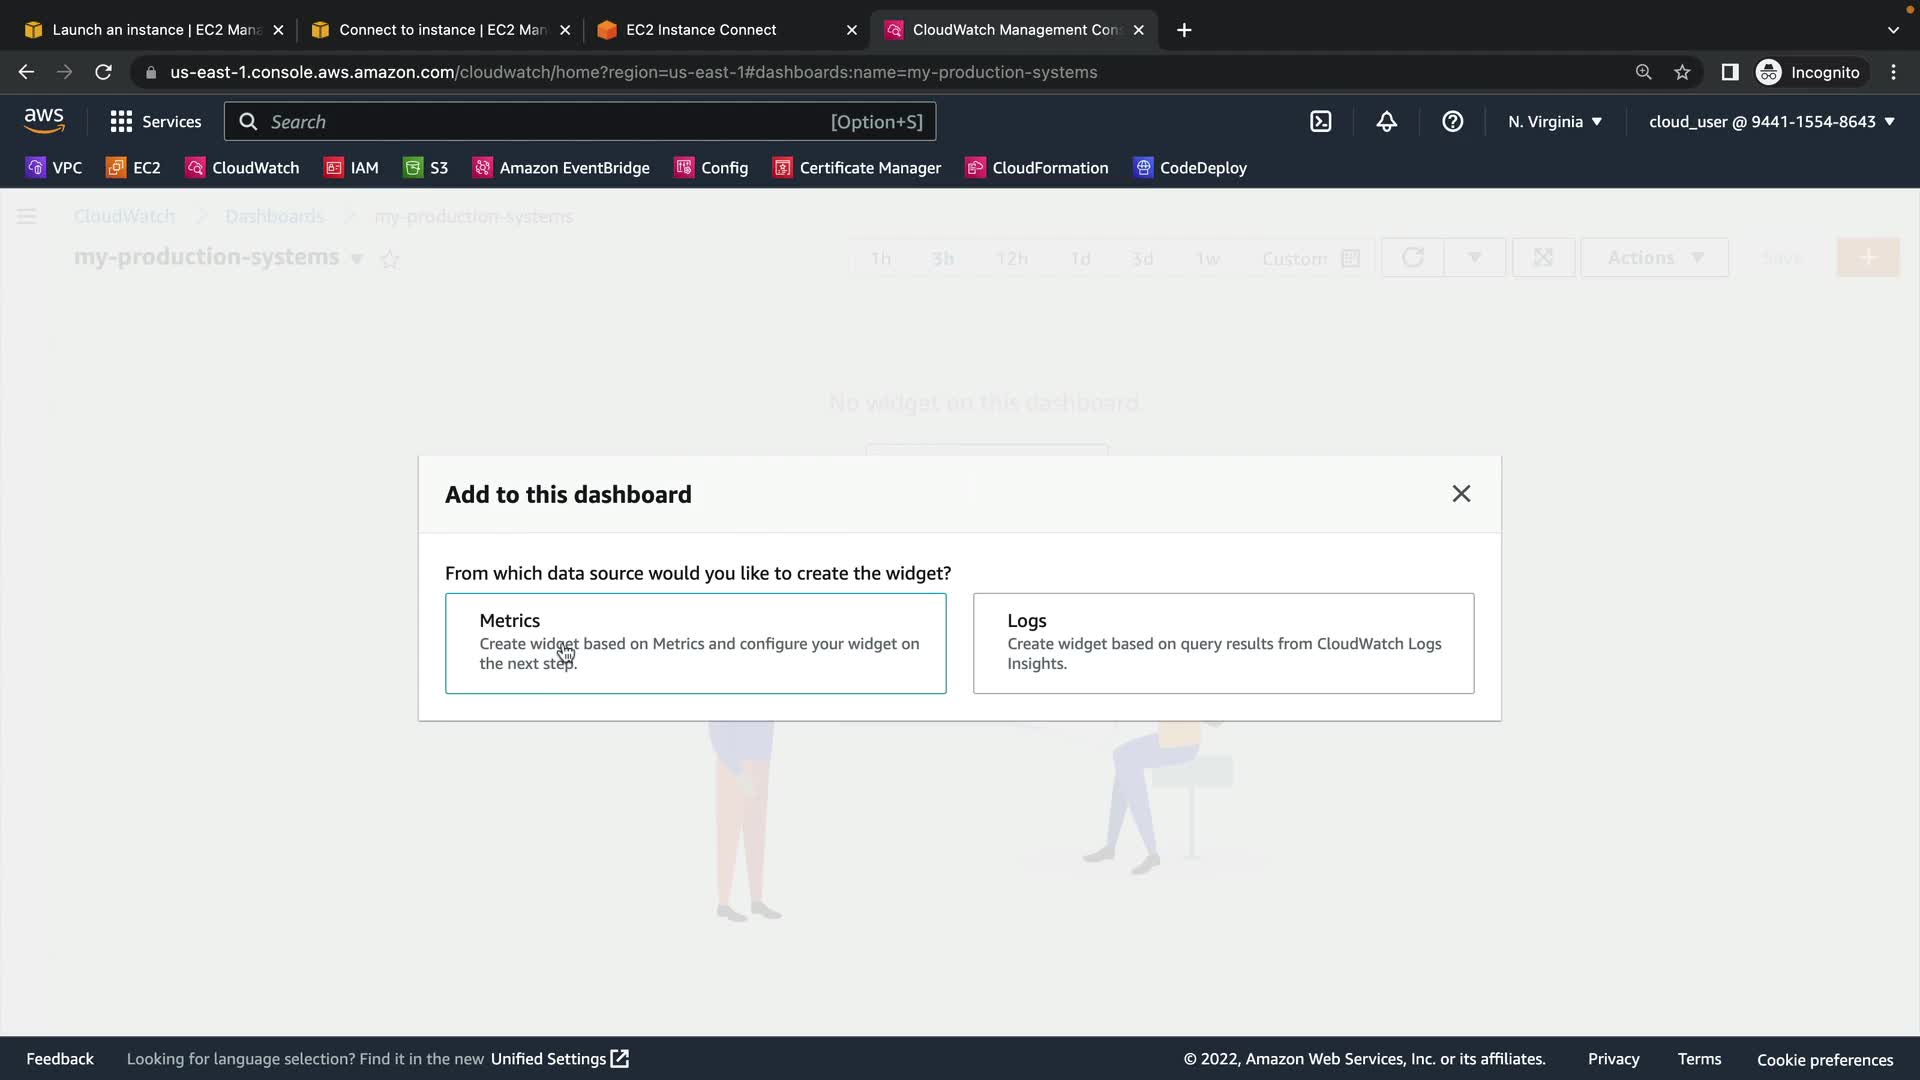 Launch an instance | EC2 Mana
Connect to instance | EC2 Man
EC2 Instance Connect
CloudWatch Management Cons
us-east-1.console.aws.amazon.com/cloudwatch/home?region=us-east-1#dashboards:name=my-production-systems
Incognito
aws
Services
Search
[Option+S]
N. Virginia
cloud_user @ 9441-1554-8643
VPC
EC2
CloudWatch
IAM
S3
Amazon EventBridge
Config
Certificate Manager
CloudFormation
CodeDeploy
CloudWatch
Dashboards
my-production-systems
my-production-systems
1h
3h
12h
1d
3d
1w
Custom
Actions
Save
No widget on this dashboard.
Add to this dashboard
From which data source would you like to create the widget?
Metrics
Create widget based on Metrics and configure your widget on
the next step.
Logs
Create widget based on query results from CloudWatch Logs
Insights.
Feedback
Looking for language selection? Find it in the new Unified Settings
© 2022, Amazon Web Services, Inc. or its affiliates.
Privacy
Terms
Cookie preferences